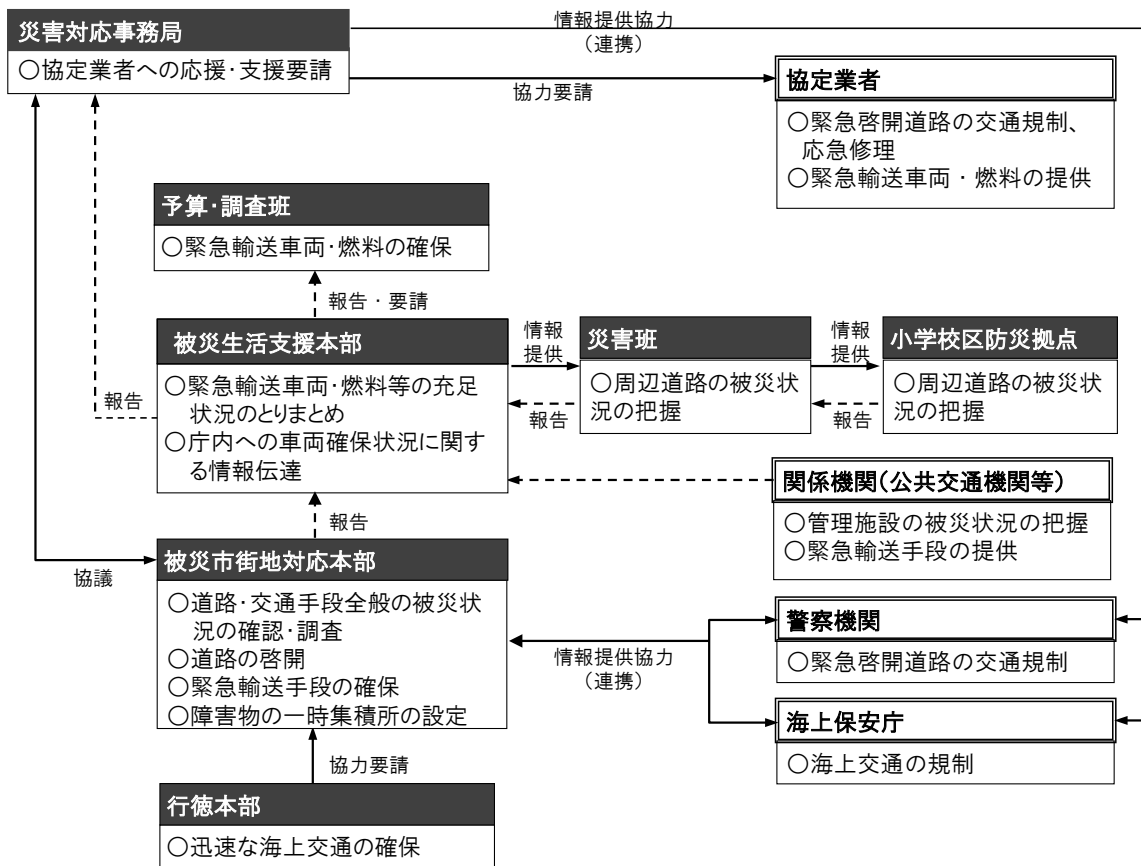 災害対応事務局
○協定業者への応援・支援要請
情報提供協力
（連携）
協力要請
協定業者
○緊急啓開道路の交通規制、
応急修理
○緊急輸送車両・燃料の提供
予算・調査班
○緊急輸送車両・燃料の確保
報告・要請
被災生活支援本部
○緊急輸送車両・燃料等の充足
状況のとりまとめ
○庁内への車両確保状況に関す
る情報伝達
報告
情報
提供
報告
災害班
○周辺道路の被災状
況の把握
情報
提供
報告
小学校区防災拠点
○周辺道路の被災状
況の把握
関係機関（公共交通機関等）
○管理施設の被災状況の把握
○緊急輸送手段の提供
報告
協議
被災市街地対応本部
○道路・交通手段全般の被災状
況の確認・調査
○道路の啓開
○緊急輸送手段の確保
○障害物の一時集積所の設定
情報提供協力
（連携）
警察機関
○緊急啓開道路の交通規制
海上保安庁
○海上交通の規制
協力要請
行徳本部
○迅速な海上交通の確保